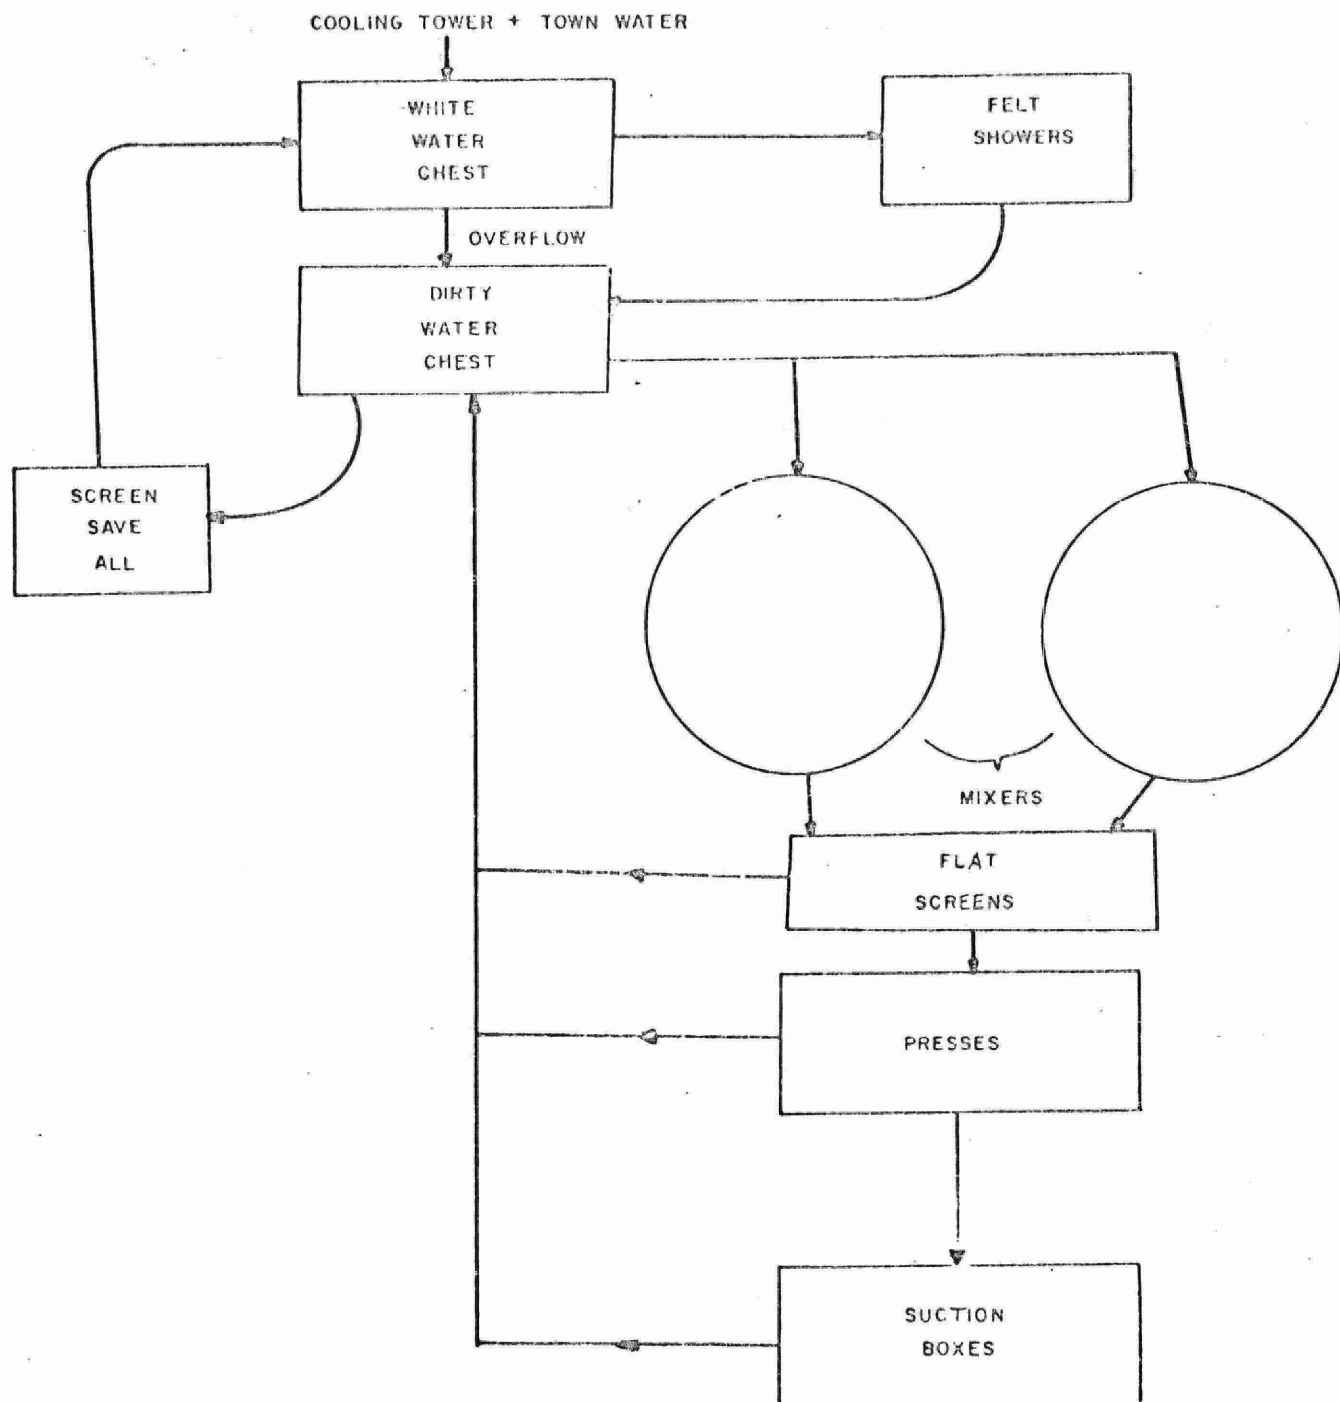 COOLING TOWER + TOWN WATER
WHITE
WATER
CHEST
FELT
SHOWERS
OVERFLOW
DIRTY
WATER
CHEST
SCREEN
SAVE
ALL
MIXERS
FLAT
SCREENS
PRESSES
SUCTION
BOXES